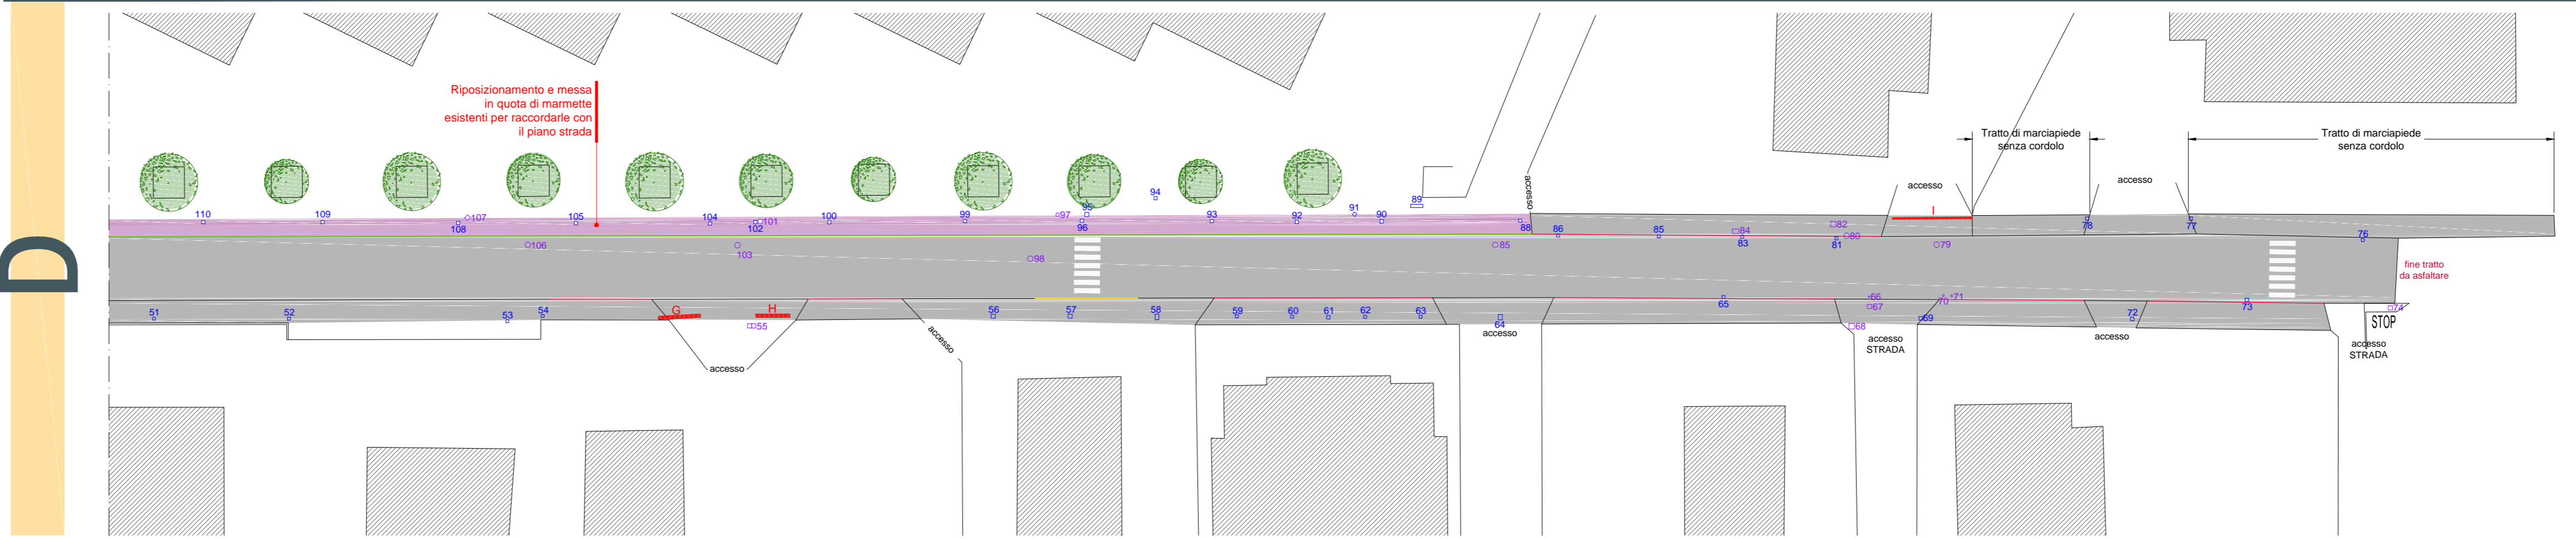 D
Riposizionamento e messa
in quota di marmette
esistenti per raccordarle con
il piano strada
Tratto di marciapiede
senza cordolo
Tratto di marciapiede
senza cordolo
accesso
accesso
accesso
110
109
107
108
105
104
101
102
100
99
97
95
96
94
93
92
91
90
89
88
86
85
84
83
82
80
81
I
78
77
76
106
103
98
85
79
fine tratto
da asfaltare
51
52
53
54
G
H
55
56
57
58
59
60
61
62
63
64
65
66
67
68
69
70
71
72
73
74
STOP
accesso
accesso
accesso
accesso
STRADA
accesso
accesso
STRADA